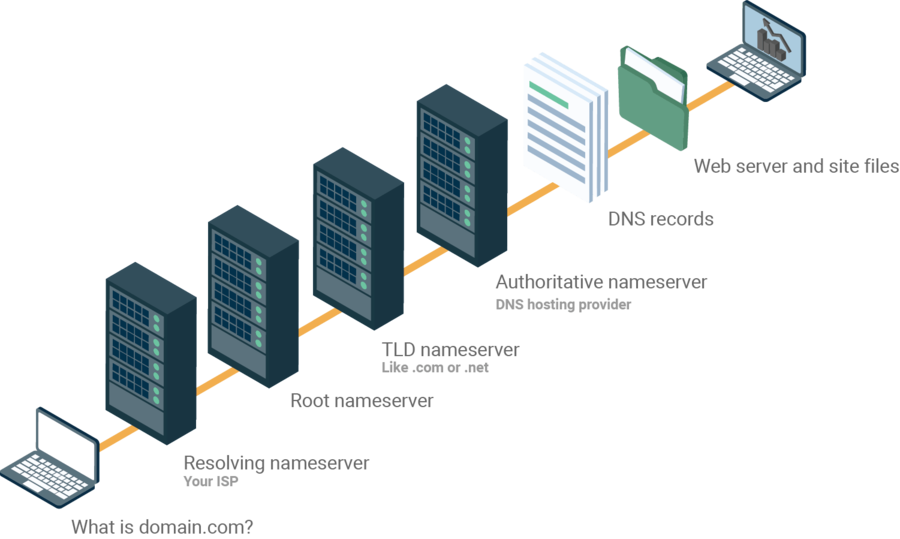 Web server and site files
DNS records
Authoritative nameserver
DNS hosting provider
TLD nameserver
Like .com or .net
Root nameserver
Resolving nameserver
Your ISP
What is domain.com?